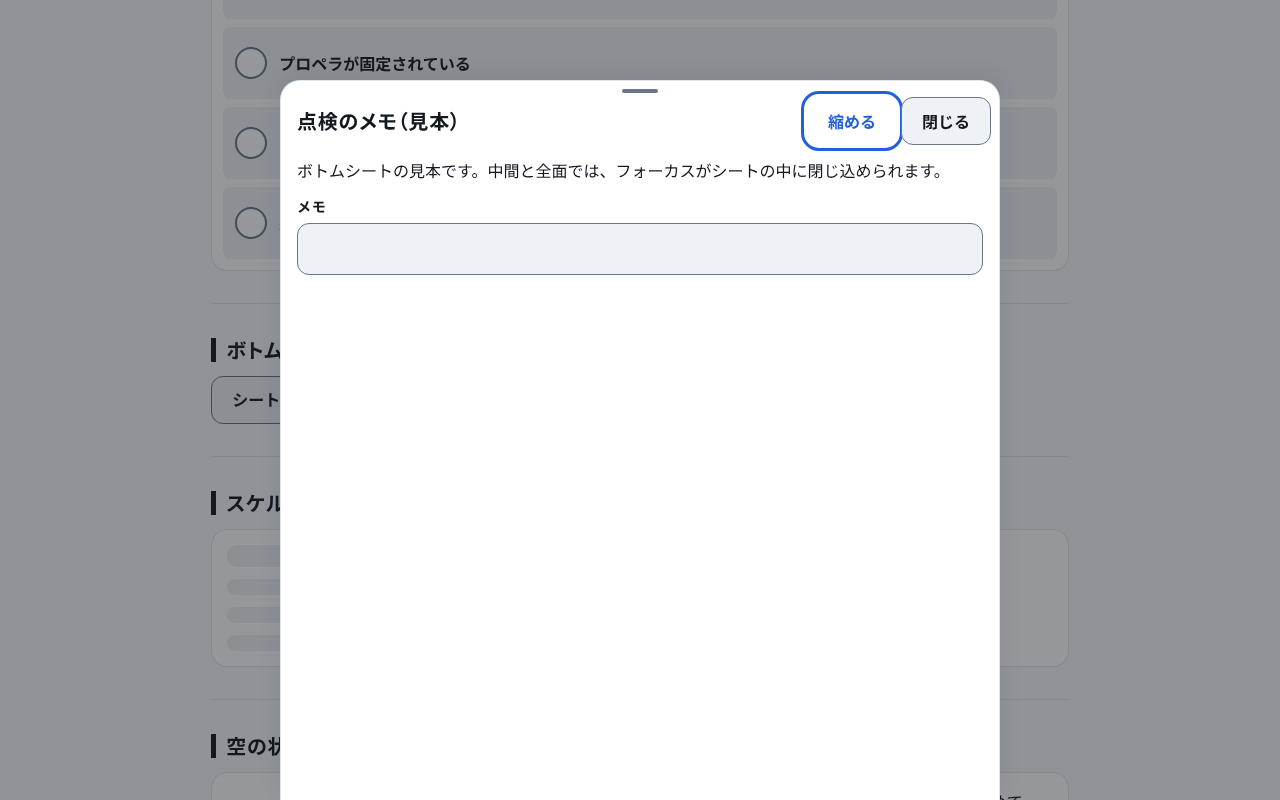 プロペラが固定されている
点検のメモ（見本）
縮める
閉じる
ボトムシートの見本です。中間と全面では、フォーカスがシートの中に閉じ込められます。
メモ
ボトム
シート
スケル
空の状